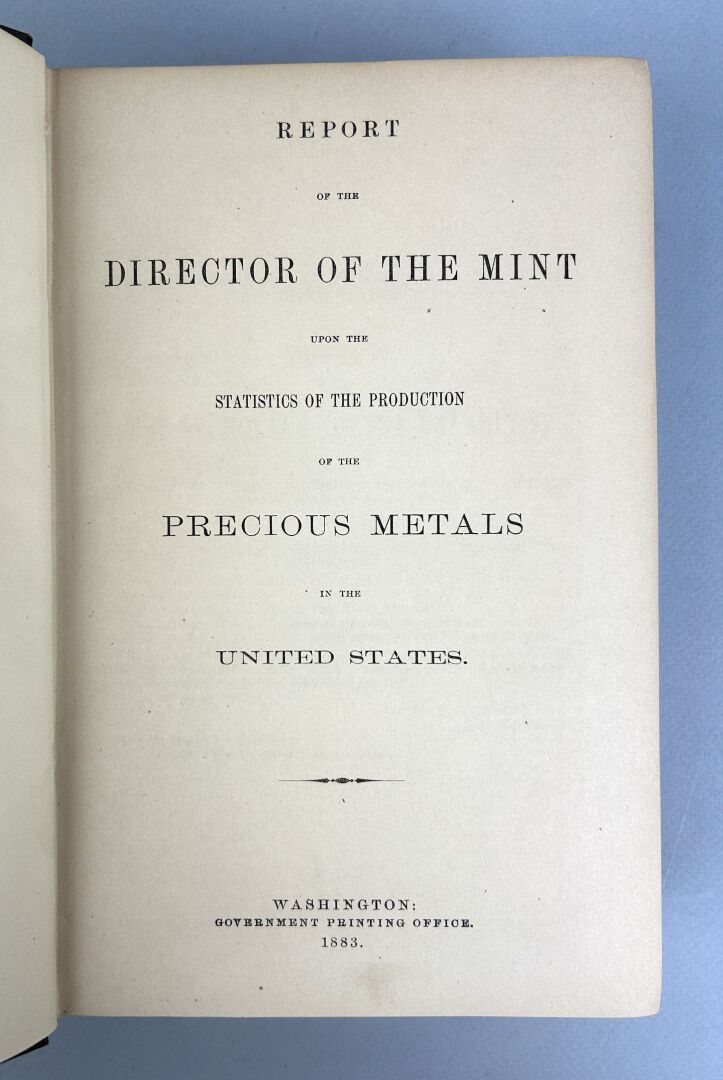 REPORT
OF THE
DIRECTOR OF THE MINT
UPON THE
STATISTICS OF THE PRODUCTION
OF THE
PRECIOUS METALS
IN THE
UNITED STATES.
WASHINGTON:
GOVERNMENT PRINTING OFFICE.
1883.